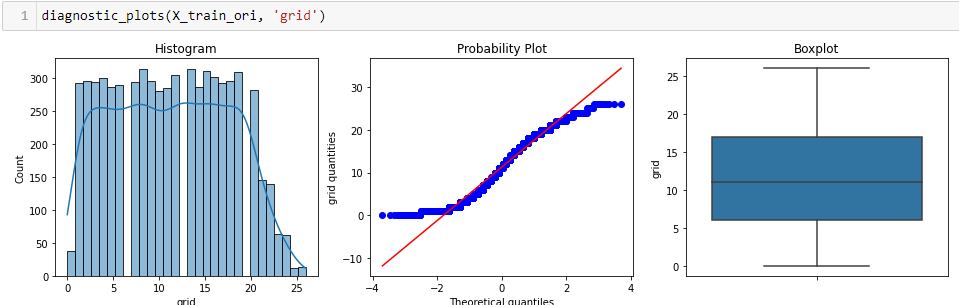 1 diagnostic_plots(X_train_ori, 'grid')
Histogram
Probability Plot
Boxplot
300
250
200
150
100
50
0
Count
0 5 10 15 20 25
grid
30
20
10
0
−10
grid quantities
−4 −2 0 2 4
Theoretical quantiles
25
20
15
10
5
0
grid